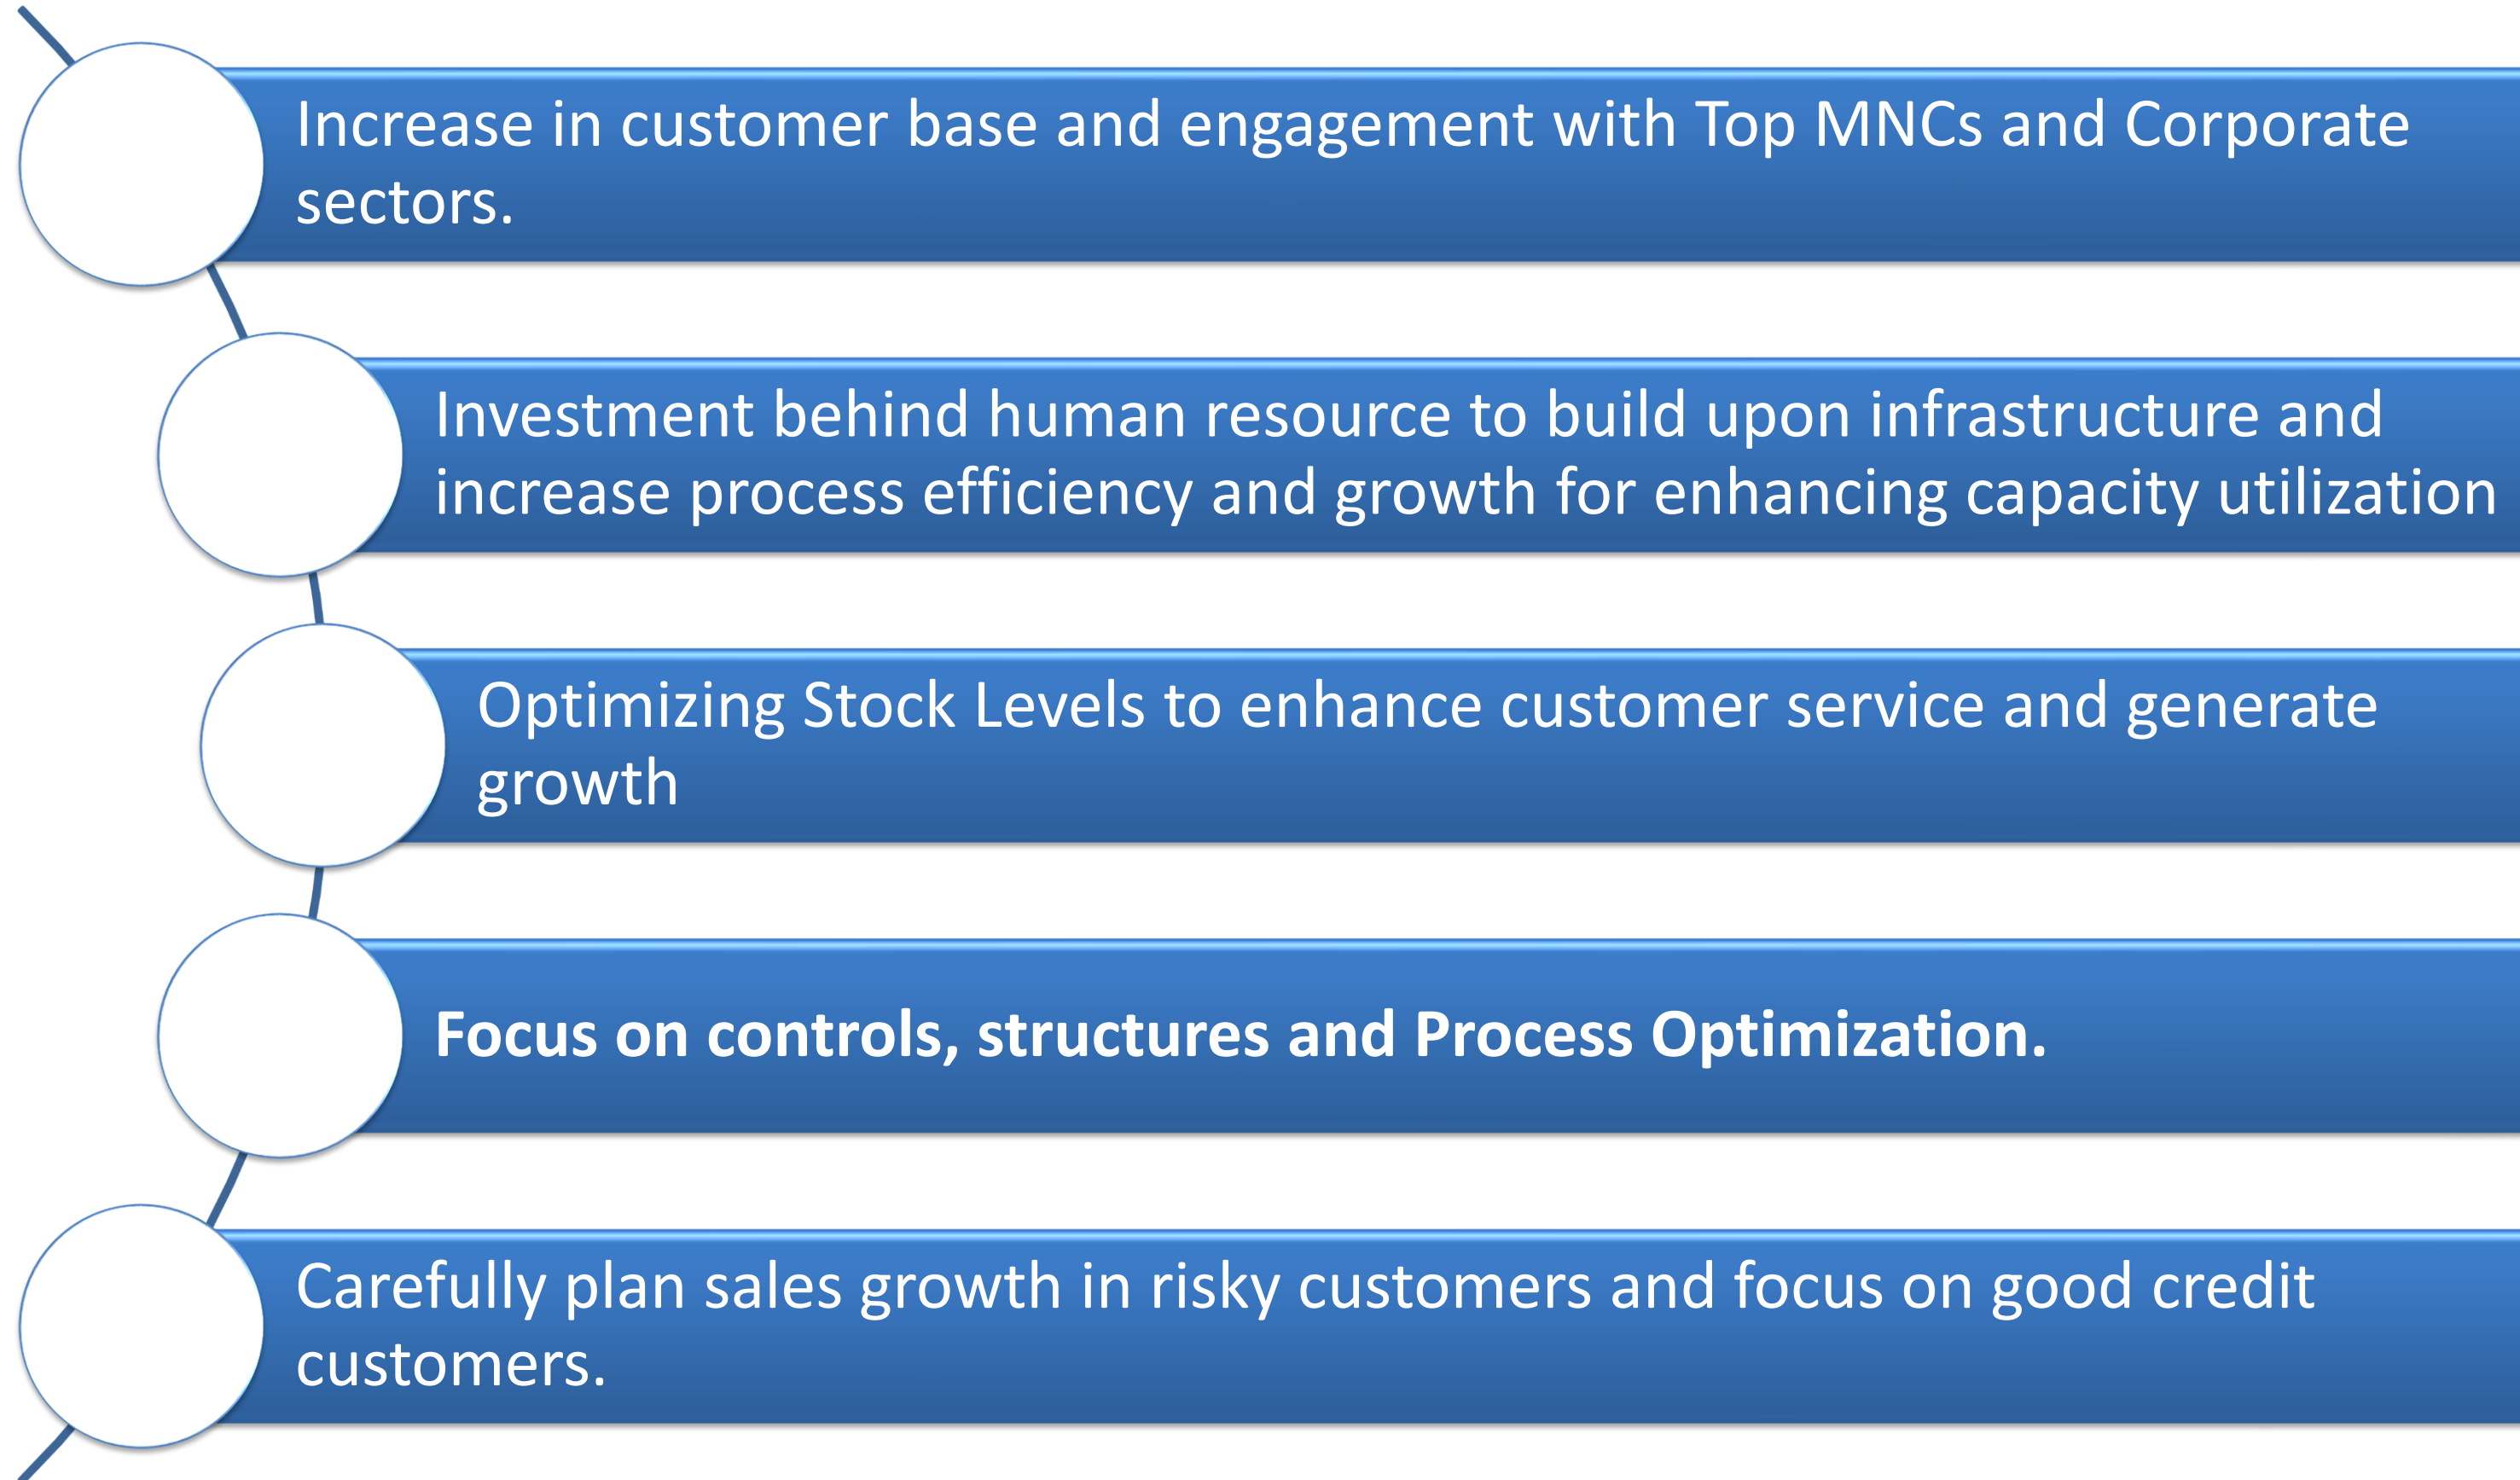 Increase in customer base and engagement with Top MNCs and Corporate
sectors.
Investment behind human resource to build upon infrastructure and
increase process efficiency and growth for enhancing capacity utilization
Optimizing Stock Levels to enhance customer service and generate
growth
Focus on controls, structures and Process Optimization.
Carefully plan sales growth in risky customers and focus on good credit
customers.